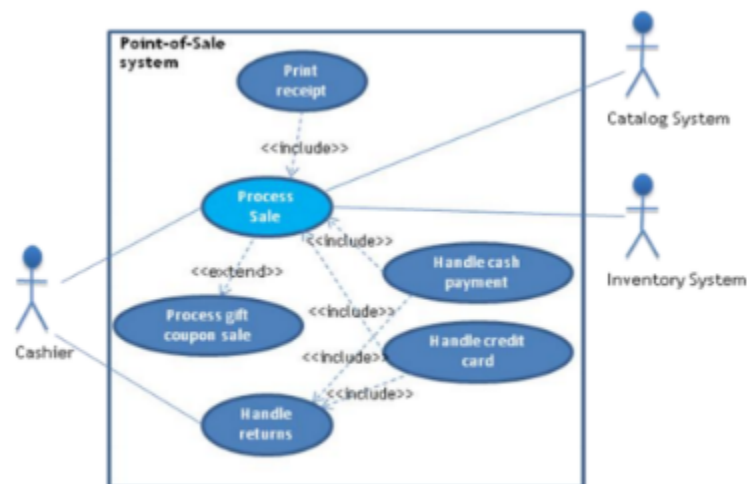 Point-of-Sale
system
Print
receipt
Catalog System
<<include>>
Process
Sale
<<include>>
Handle cash
payment
Inventory System
<<extend>>
Process gift
coupon sale
<<include>>
Handle credit
card
Cashier
<<include>>
<<include>>
Handle
returns